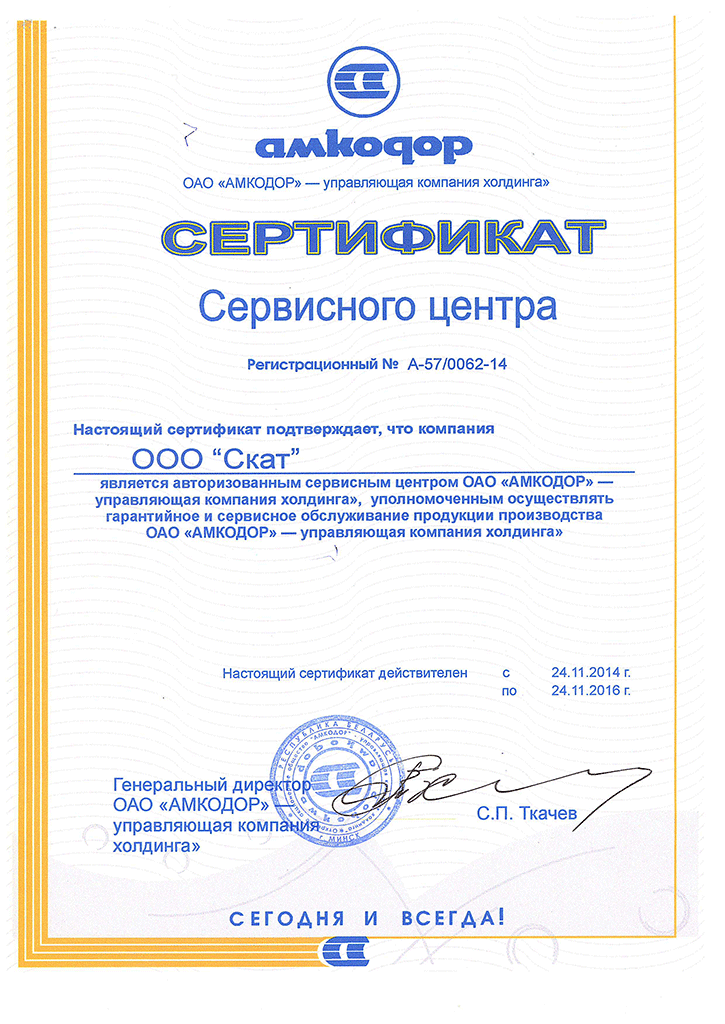 амкодор
ОАО «АМКОДОР» — управляющая компания холдинга»
СЕРТИФИКАТ
Сервисного центра
Регистрационный № А-57/0062-14
Настоящий сертификат подтверждает, что компания
ООО “Скат”
является авторизованным сервисным центром ОАО «АМКОДОР» —
управляющая компания холдинга», уполномоченным осуществлять
гарантийное и сервисное обслуживание продукции производства
ОАО «АМКОДОР» — управляющая компания холдинга»
Настоящий сертификат действителен с 24.11.2014 г.
по 24.11.2016 г.
РЕСПУБЛИКА БЕЛАРУСЬ
"АМКОДОР" - управляющая
г. МИНСК
Генеральный директор
ОАО «АМКОДОР» —
управляющая компания
холдинга»
С.П. Ткачев
СЕГОДНЯ И ВСЕГДА!